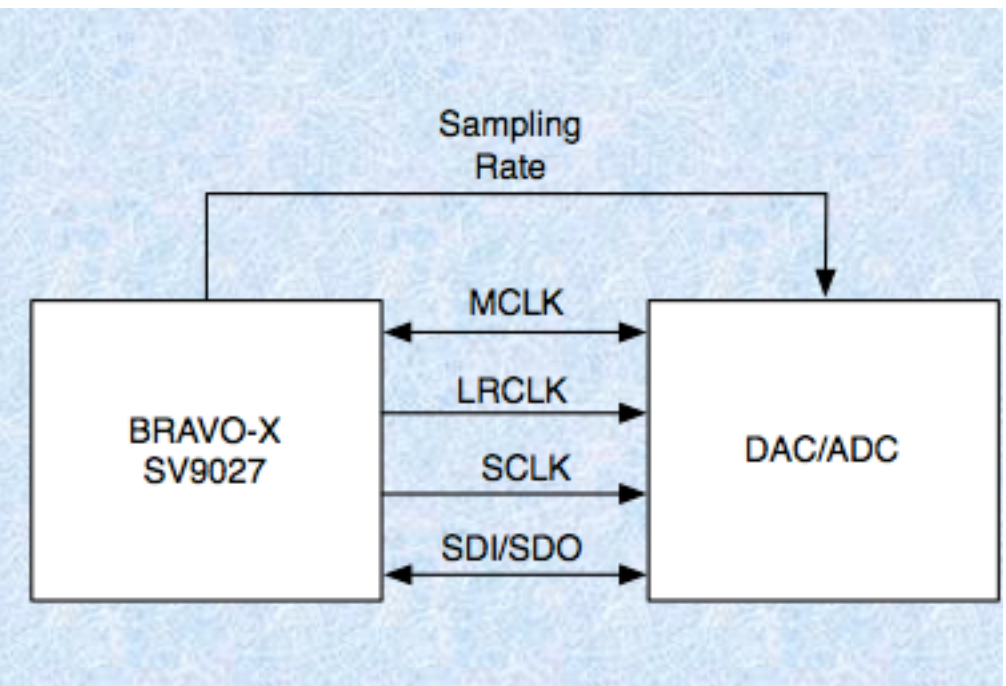 Sampling
Rate
MCLK
LRCLK
BRAVO-X
SV9027
SCLK
DAC/ADC
SDI/SDO